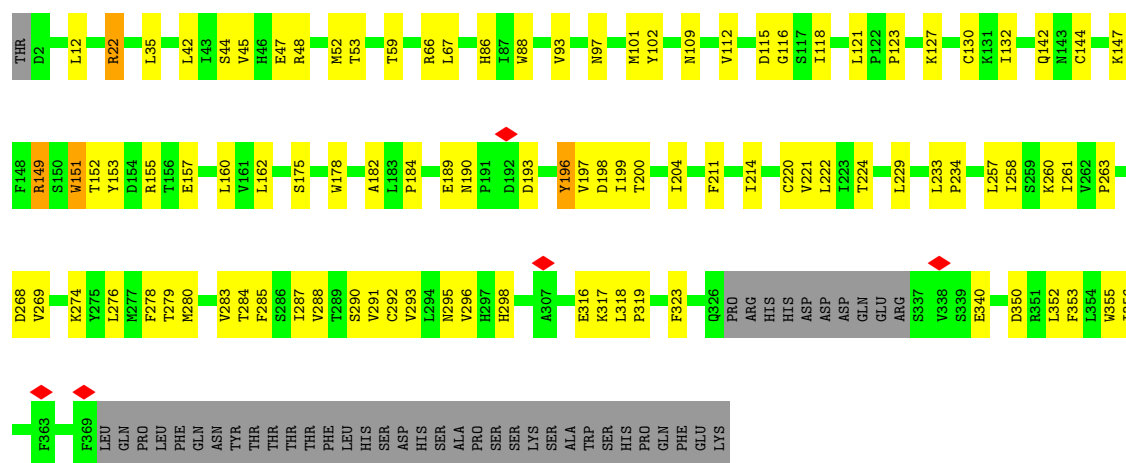 THR D2 L12 R22 L35 L42 I43 S44 V45 H46 E47 R48 M52 T53 T59 R66 L67 H86 I87 W88 V93 N97 M101 Y102 N109 V112 D115 G116 S117 I118 L121 P122 P123 K127 C130 K131 I132 Q142 N143 C144 K147
F148 R149 S150 W151 T152 Y153 D154 R155 T156 E157 L160 V161 L162 S175 W178 A182 L183 P184 E189 N190 P191 D192 D193 Y196 V197 D198 I199 T200 I204 F211 I214 C220 V221 L222 I223 T224 L229 L233 P234 L257 I258 S259 K260 I261 V262 P263
D268 V269 K274 Y275 L276 M277 F278 T279 M280 V283 T284 F285 S286 I287 V288 T289 S290 V291 C292 V293 L294 N295 V296 H297 H298 A307 E316 K317 L318 P319 F323 Q326 PRO ARG HIS HIS ASP ASP ASP GLN GLU ARG S337 V338 S339 E340 D350 R351 L352 F353 L354 W355
F363 F369 LEU GLN PRO LEU PHE GLN ASN TYR THR THR THR THR PHE LEU HIS SER ASP HIS SER ALA PRO SER SER LYS SER ALA TRP SER HIS PRO GLN PHE GLU LYS